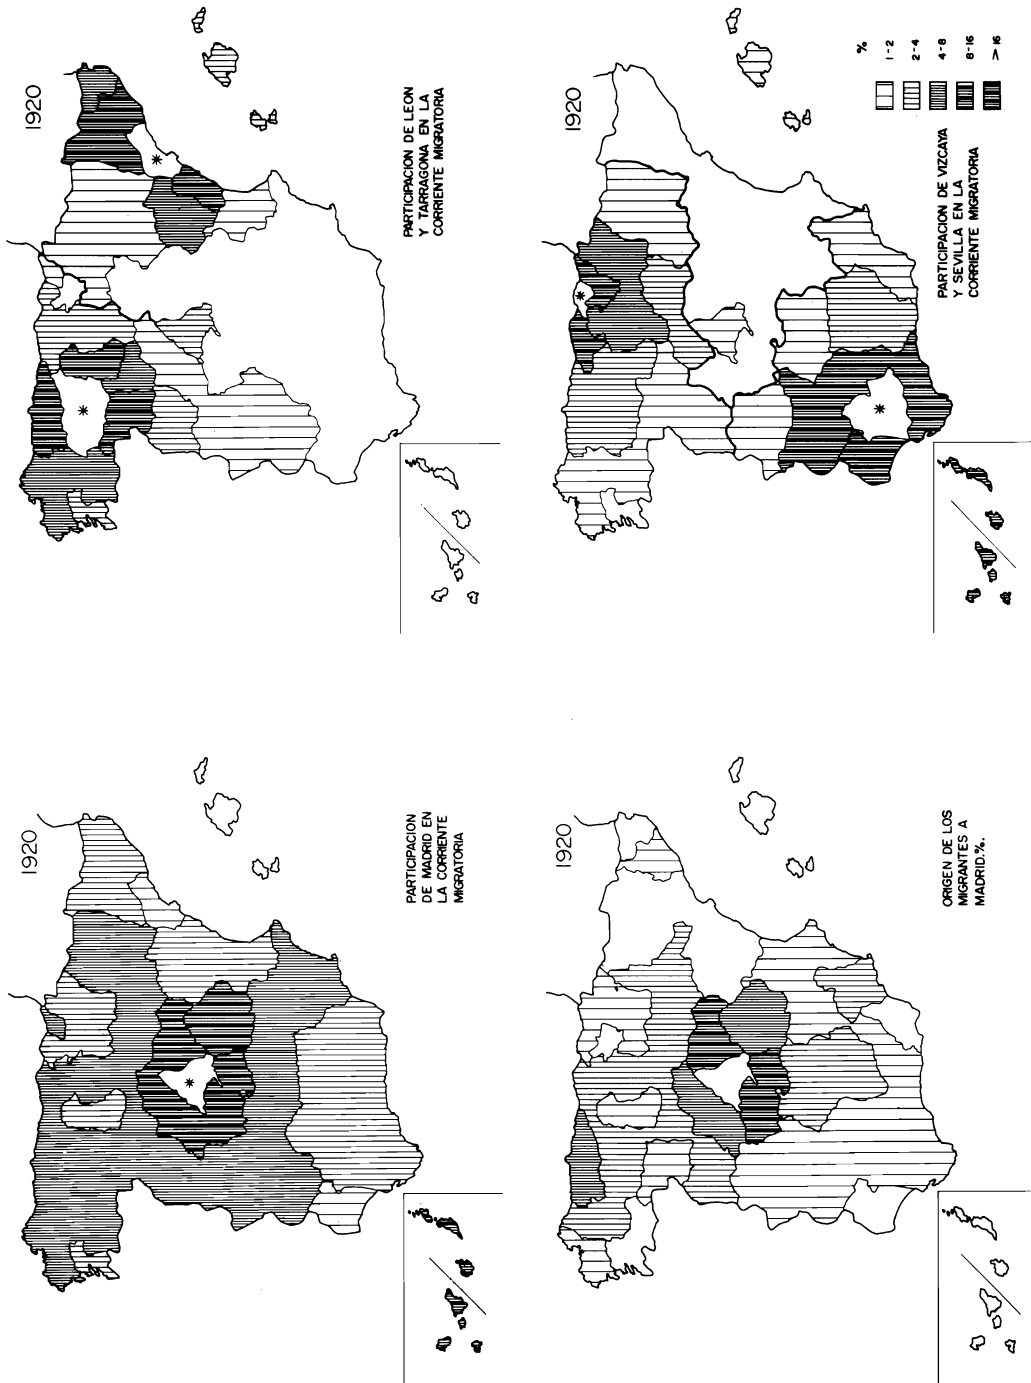 1920
PARTICIPACION DE LEON
Y TARRAGONA EN LA
CORRIENTE MIGRATORIA
1920
PARTICIPACION DE VIZCAYA
Y SEVILLA EN LA
CORRIENTE MIGRATORIA
%
1-2
2-4
4-8
8-16
> 16
1920
PARTICIPACION
DE MADRID EN
LA CORRIENTE
MIGRATORIA
1920
ORIGEN DE LOS
MIGRANTES A
MADRID.%.